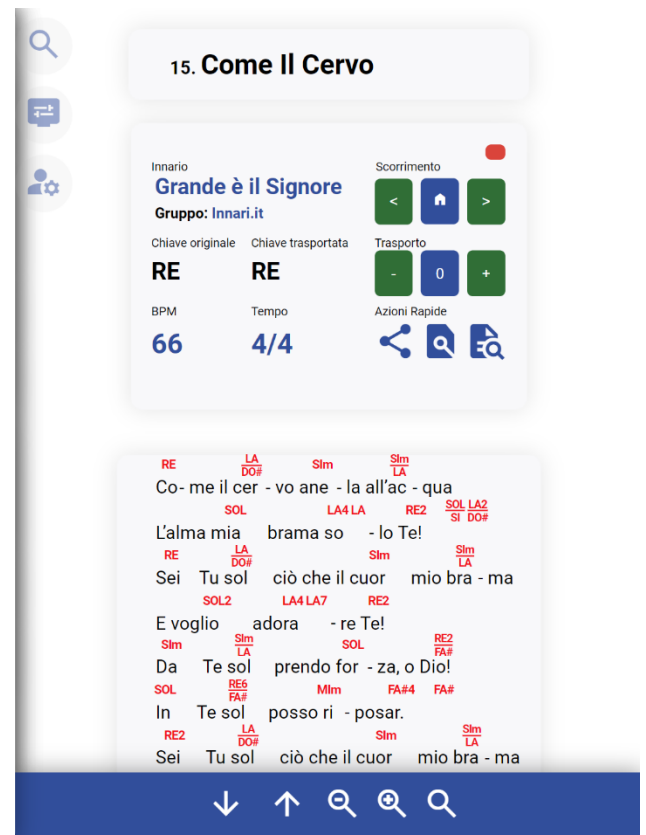 15. Come Il Cervo
Innario
Grande è il Signore
Gruppo: Innari.it
Scorrimento
< >
Chiave originale Chiave trasportata
RE RE
Trasporto
- 0 +
BPM Tempo
66 4/4
Azioni Rapide
RE LA/DO# SIm SIm/LA
Co- me il cer - vo ane - la all'ac - qua
SOL LA4 LA RE2 SOL/SI LA2/DO#
L'alma mia brama so - lo Te!
RE LA/DO# SIm SIm/LA
Sei Tu sol ciò che il cuor mio bra - ma
SOL2 LA4 LA7 RE2
E voglio adora - re Te!
SIm SIm/LA SOL RE2/FA#
Da Te sol prendo for - za, o Dio!
SOL RE6/FA# MIm FA#4 FA#
In Te sol posso ri - posar.
RE2 LA/DO# SIm SIm/LA
Sei Tu sol ciò che il cuor mio bra - ma